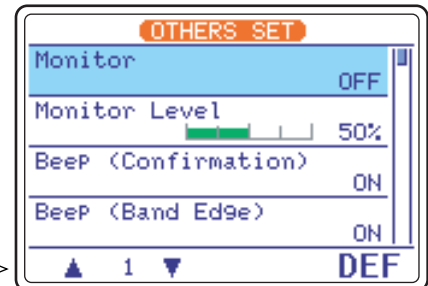 OTHERS SET
Monitor
OFF
Monitor Level
50%
Beep (Confirmation)
ON
Beep (Band Edge)
ON
▲ 1 ▼ DEF